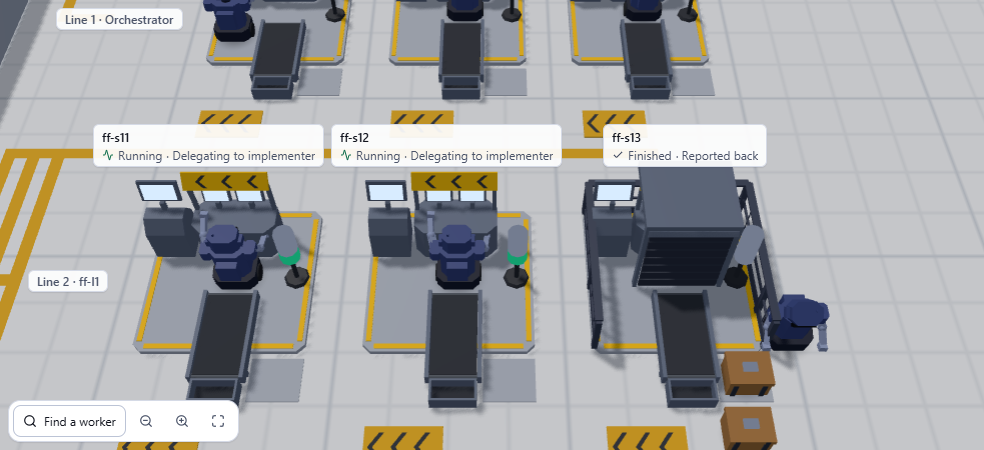 Line 1 · Orchestrator
ff-s11
Running · Delegating to implementer
ff-s12
Running · Delegating to implementer
ff-s13
Finished · Reported back
Line 2 · ff-l1
Find a worker